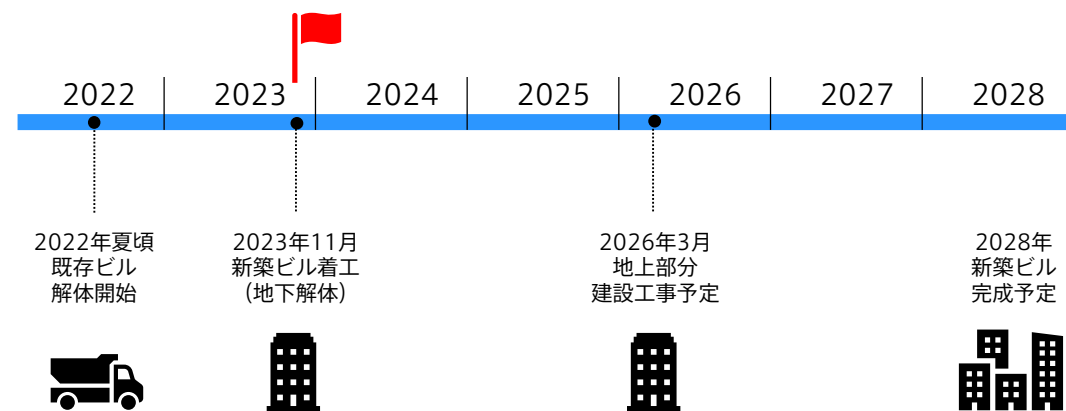 2022
2023
2024
2025
2026
2027
2028
2022年夏頃
既存ビル
解体開始
2023年11月
新築ビル着工
(地下解体)
2026年3月
地上部分
建設工事予定
2028年
新築ビル
完成予定